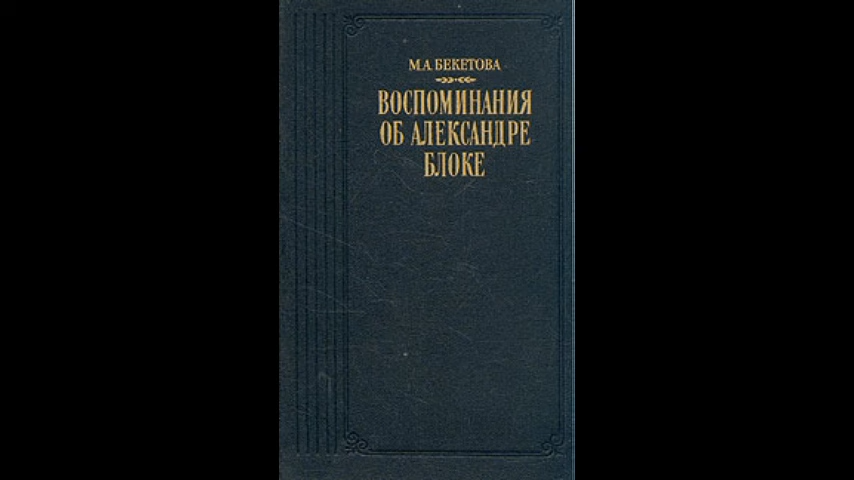 М.А. БЕКЕТОВА
ВОСПОМИНАНИЯ
ОБ АЛЕКСАНДРЕ
БЛОКЕ